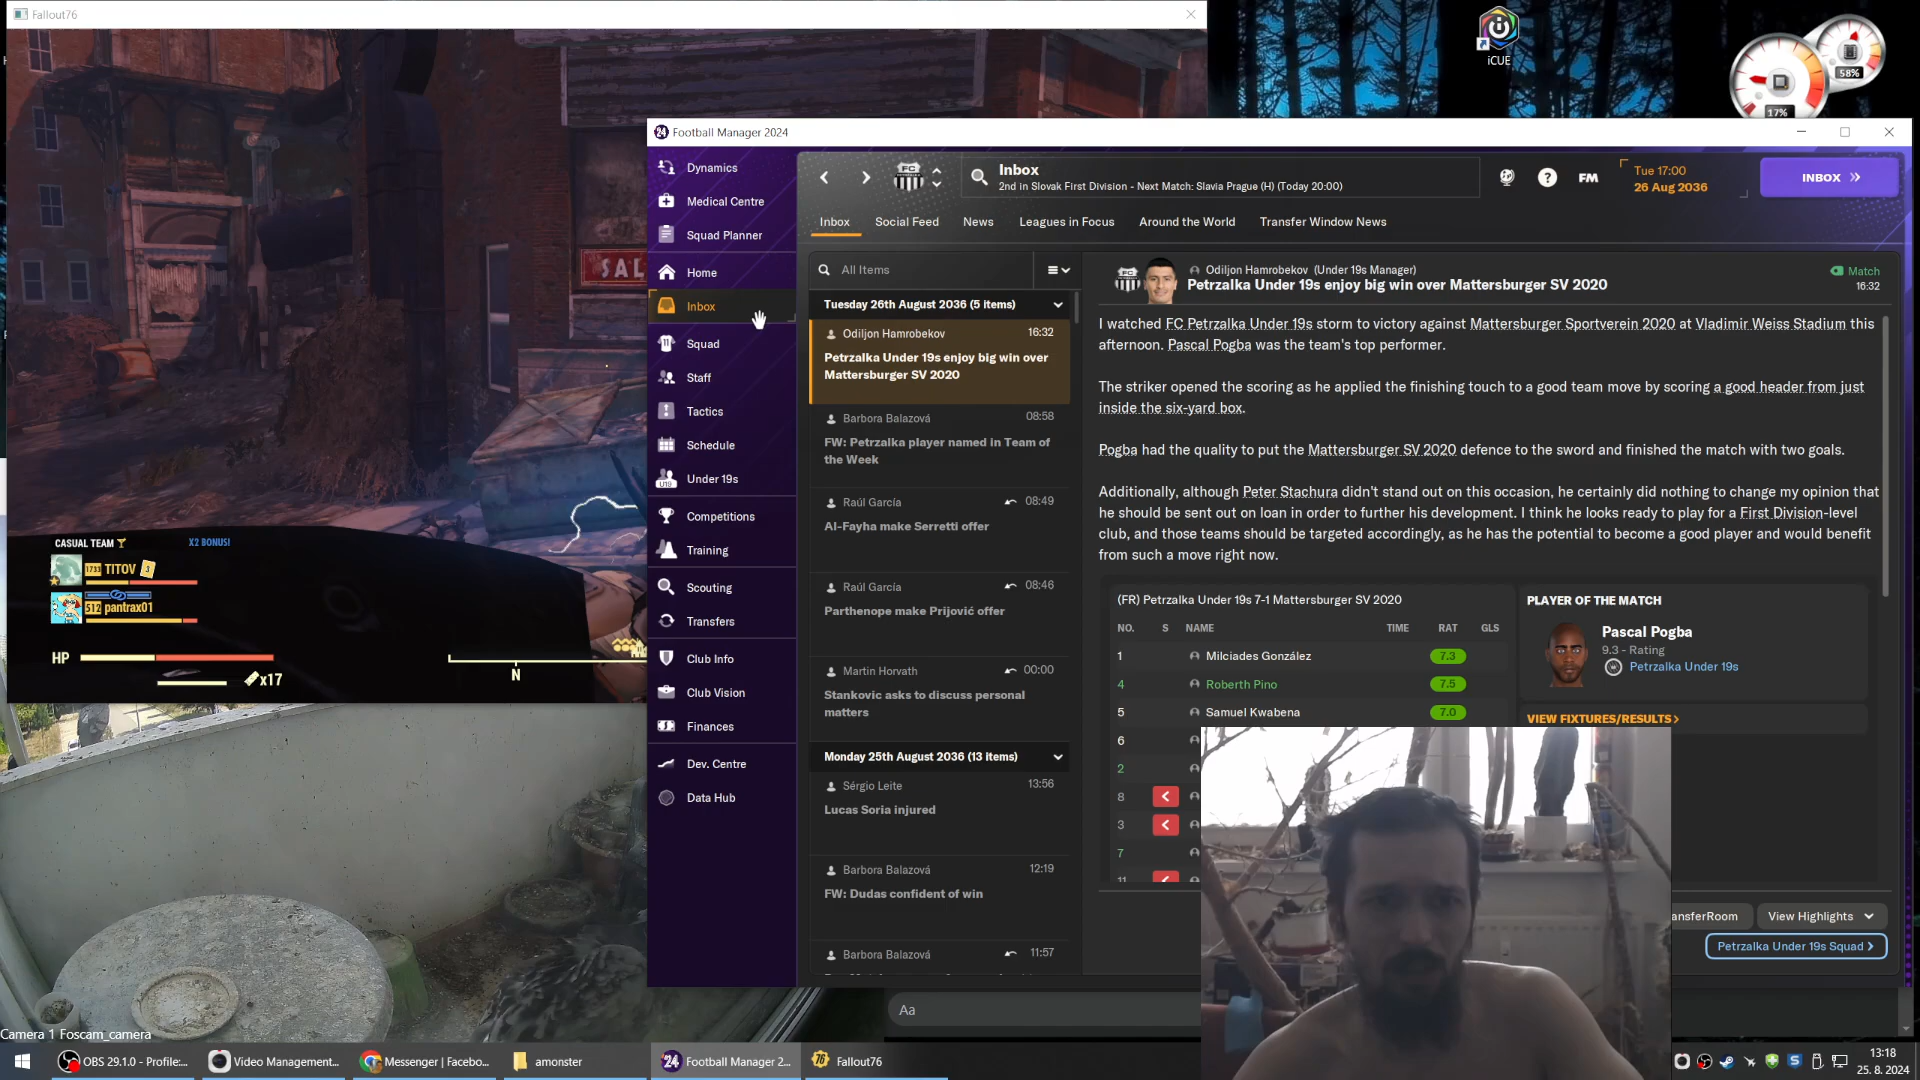 Fallout76
iCUE
58%
17%
SAL
CASUAL TEAM
X2 BONUS!
1733 TITOV 3
512 pantrax01
HP
x17
N
Camera 1 Foscam_camera
Football Manager 2024
Dynamics
Medical Centre
Squad Planner
Home
Inbox
Squad
Staff
Tactics
Schedule
Under 19s
Competitions
Training
Scouting
Transfers
Club Info
Club Vision
Finances
Dev. Centre
Data Hub
Inbox
2nd in Slovak First Division - Next Match: Slavia Prague (H) (Today 20:00)
FM
Tue 17:00
26 Aug 2036
INBOX
Inbox
Social Feed
News
Leagues in Focus
Around the World
Transfer Window News
All Items
Tuesday 26th August 2036 (5 items)
Odiljon Hamrobekov 16:32
Petrzalka Under 19s enjoy big win over
Mattersburger SV 2020
Barbora Balazová 08:58
FW: Petrzalka player named in Team of
the Week
Raúl García 08:49
Al-Fayha make Serretti offer
Raúl García 08:46
Parthenope make Prijović offer
Martin Horvath 00:00
Stankovic asks to discuss personal
matters
Monday 25th August 2036 (13 items)
Sérgio Leite 13:56
Lucas Soria injured
Barbora Balazová 12:19
FW: Dudas confident of win
Barbora Balazová 11:57
Odiljon Hamrobekov (Under 19s Manager)
Petrzalka Under 19s enjoy big win over Mattersburger SV 2020
Match
16:32
I watched FC Petrzalka Under 19s storm to victory against Mattersburger Sportverein 2020 at Vladimir Weiss Stadium this
afternoon. Pascal Pogba was the team's top performer.
The striker opened the scoring as he applied the finishing touch to a good team move by scoring a good header from just
inside the six-yard box.
Pogba had the quality to put the Mattersburger SV 2020 defence to the sword and finished the match with two goals.
Additionally, although Peter Stachura didn't stand out on this occasion, he certainly did nothing to change my opinion that
he should be sent out on loan in order to further his development. I think he looks ready to play for a First Division-level
club, and those teams should be targeted accordingly, as he has the potential to become a good player and would benefit
from such a move right now.
(FR) Petrzalka Under 19s 7-1 Mattersburger SV 2020
NO. S NAME TIME RAT GLS
1 Milciades González 7.3
4 Roberth Pino 7.5
5 Samuel Kwabena 7.0
6
2
8
3
7
11
PLAYER OF THE MATCH
Pascal Pogba
9.3 - Rating
Petrzalka Under 19s
VIEW FIXTURES/RESULTS
ansferRoom
View Highlights
Petrzalka Under 19s Squad
Aa
OBS 29.1.0 - Profile:...
Video Management...
Messenger | Facebo...
amonster
Football Manager 2...
Fallout76
13:18
25. 8. 2024